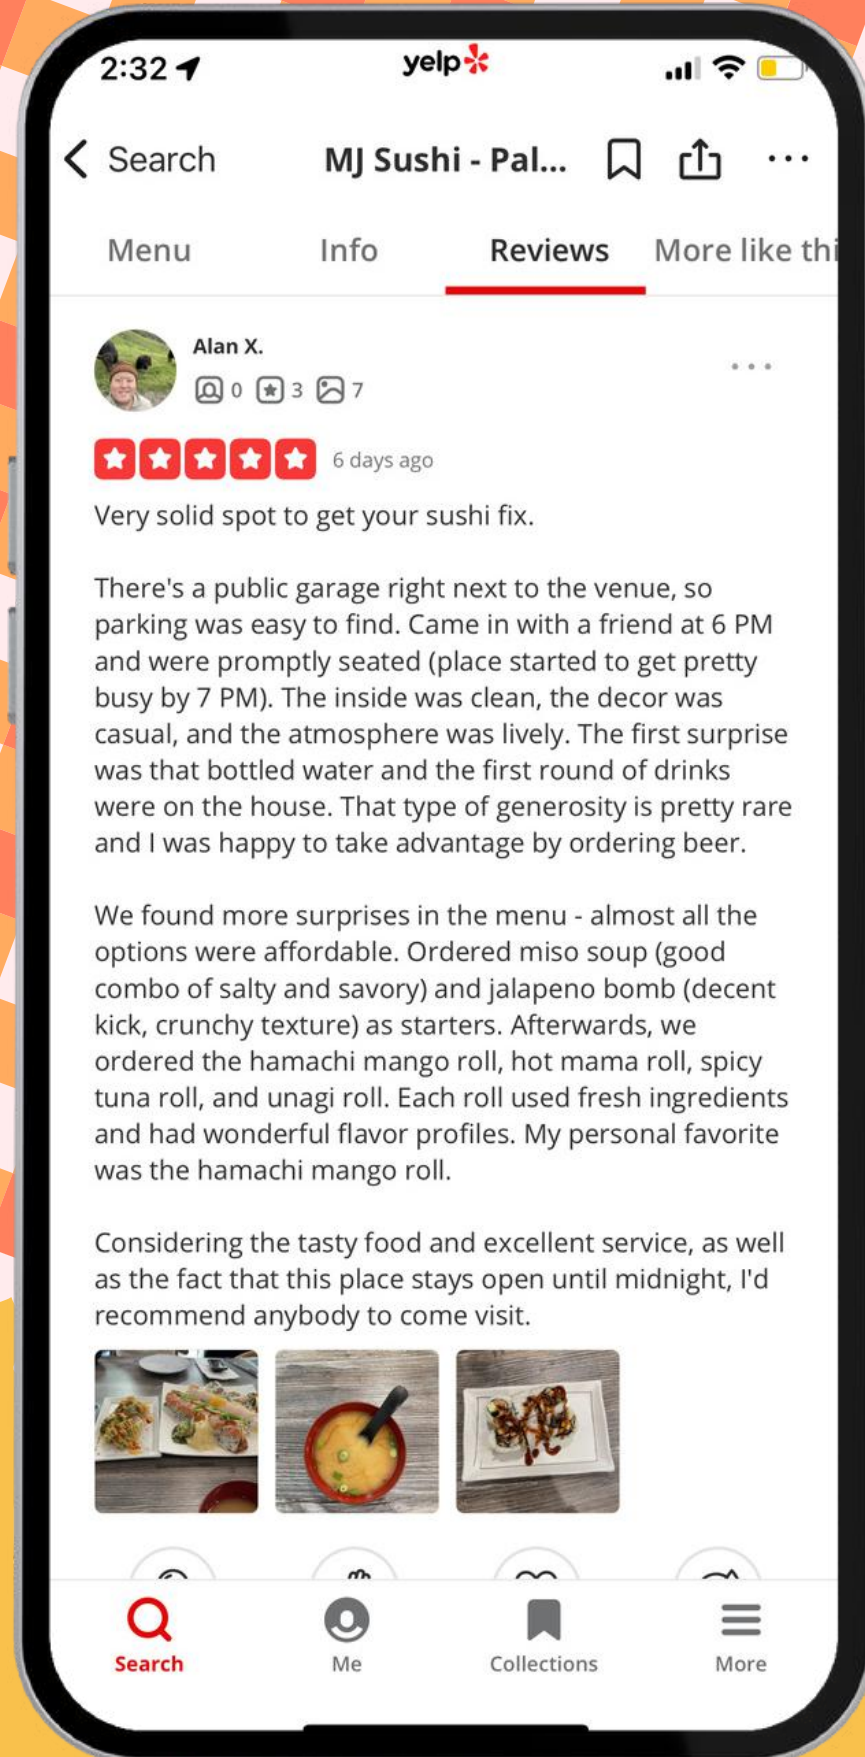 2:32
yelp
Search
MJ Sushi - Pal...
Menu
Info
Reviews
More like thi
Alan X.
0
3
7
6 days ago
Very solid spot to get your sushi fix.
There's a public garage right next to the venue, so
parking was easy to find. Came in with a friend at 6 PM
and were promptly seated (place started to get pretty
busy by 7 PM). The inside was clean, the decor was
casual, and the atmosphere was lively. The first surprise
was that bottled water and the first round of drinks
were on the house. That type of generosity is pretty rare
and I was happy to take advantage by ordering beer.
We found more surprises in the menu - almost all the
options were affordable. Ordered miso soup (good
combo of salty and savory) and jalapeno bomb (decent
kick, crunchy texture) as starters. Afterwards, we
ordered the hamachi mango roll, hot mama roll, spicy
tuna roll, and unagi roll. Each roll used fresh ingredients
and had wonderful flavor profiles. My personal favorite
was the hamachi mango roll.
Considering the tasty food and excellent service, as well
as the fact that this place stays open until midnight, I'd
recommend anybody to come visit.
Search
Me
Collections
More